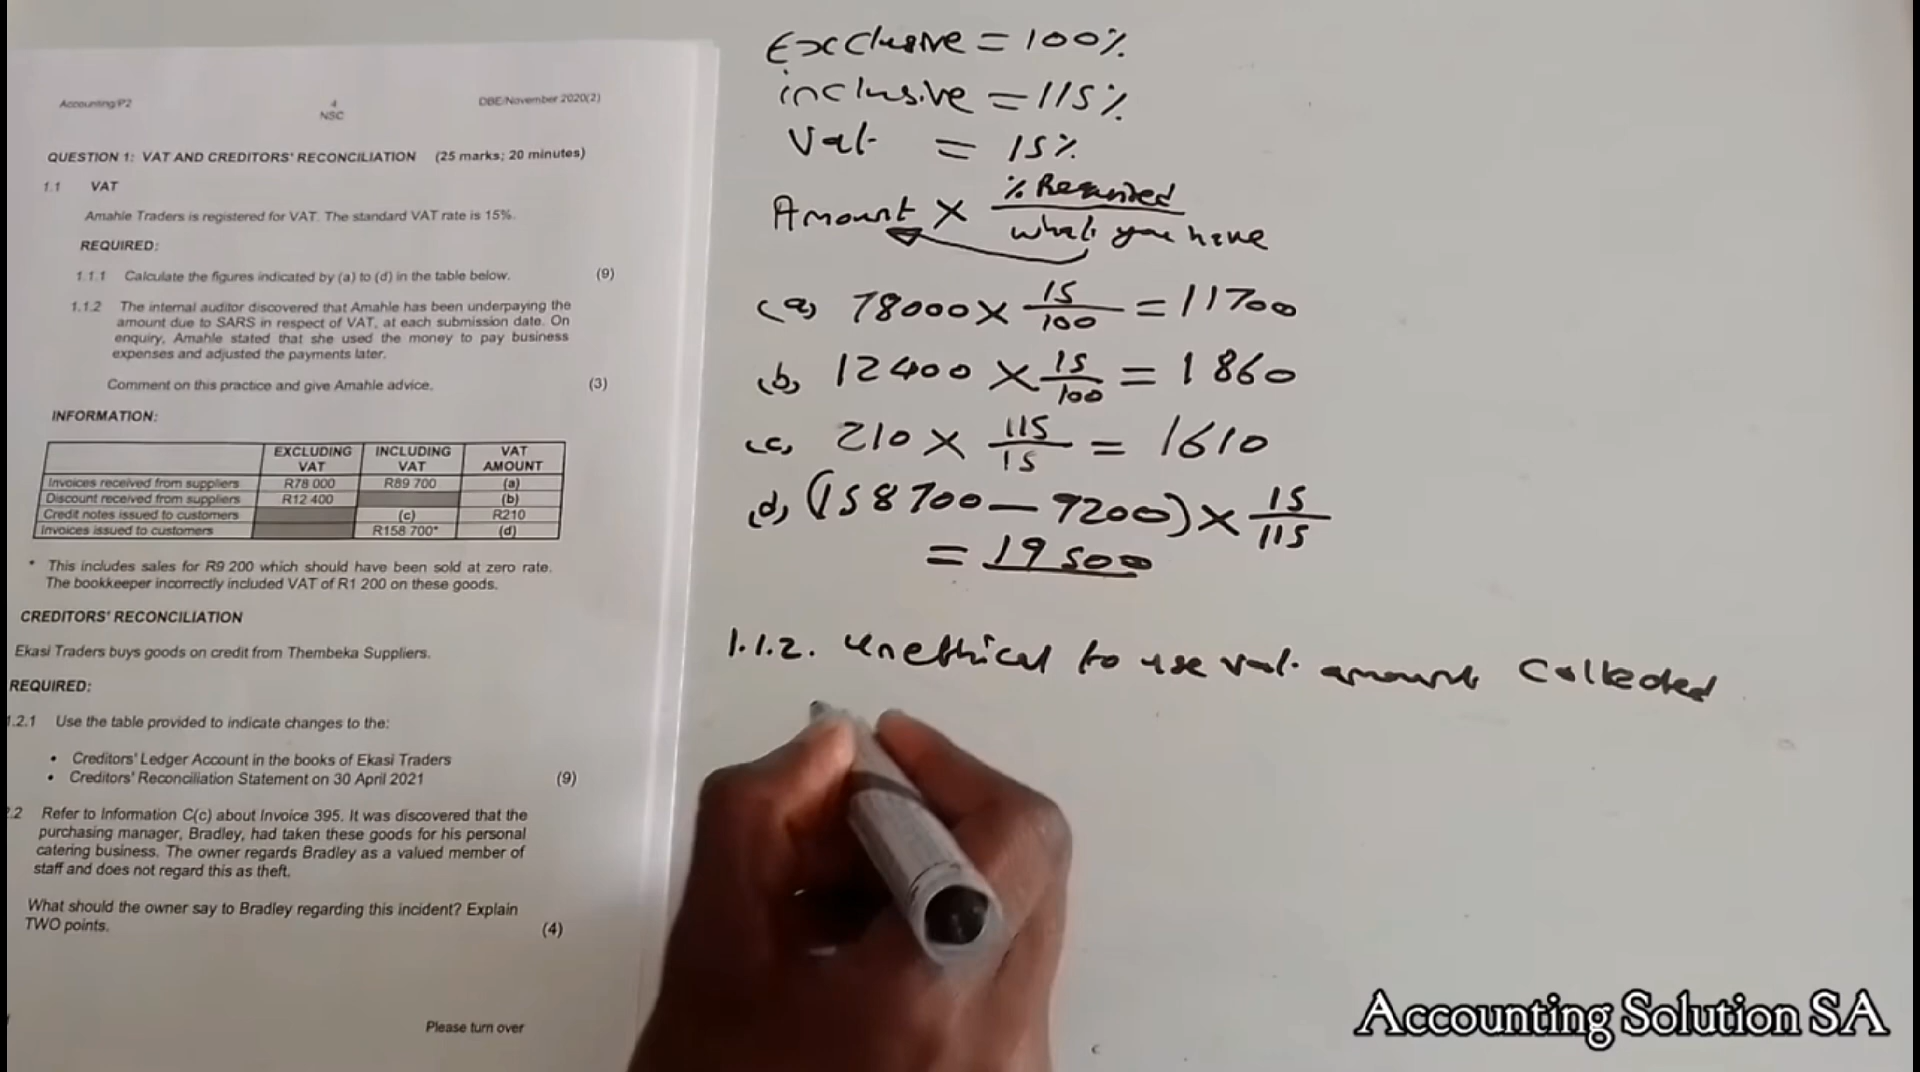 Accounting/P2
4
NSC
DBE/November 2020(2)
QUESTION 1: VAT AND CREDITORS' RECONCILIATION (25 marks; 20 minutes)
1.1 VAT
Amahle Traders is registered for VAT. The standard VAT rate is 15%.
REQUIRED:
1.1.1 Calculate the figures indicated by (a) to (d) in the table below. (9)
1.1.2 The internal auditor discovered that Amahle has been underpaying the
amount due to SARS in respect of VAT, at each submission date. On
enquiry, Amahle stated that she used the money to pay business
expenses and adjusted the payments later.
Comment on this practice and give Amahle advice. (3)
INFORMATION:
EXCLUDING VAT INCLUDING VAT VAT AMOUNT
Invoices received from suppliers R78 000 R89 700 (a)
Discount received from suppliers R12 400 (b)
Credit notes issued to customers (c) R210
Invoices issued to customers R158 700* (d)
* This includes sales for R9 200 which should have been sold at zero rate.
The bookkeeper incorrectly included VAT of R1 200 on these goods.
CREDITORS' RECONCILIATION
Ekasi Traders buys goods on credit from Thembeka Suppliers.
REQUIRED:
1.2.1 Use the table provided to indicate changes to the:
• Creditors' Ledger Account in the books of Ekasi Traders
• Creditors' Reconciliation Statement on 30 April 2021 (9)
.2 Refer to Information C(c) about Invoice 395. It was discovered that the
purchasing manager, Bradley, had taken these goods for his personal
catering business. The owner regards Bradley as a valued member of
staff and does not regard this as theft.
What should the owner say to Bradley regarding this incident? Explain
TWO points. (4)
Please turn over
Exclusive = 100%
inclusive = 115%
Vat = 15%
Amount × % Required / what you have
(a) 78000 × 15/100 = 11700
(b) 12400 × 15/100 = 1860
(c) 210 × 115/15 = 1610
(d) (158700 — 9200) × 15/115
= 19500
1.1.2. Unethical to use vat amount Collected
Accounting Solution SA